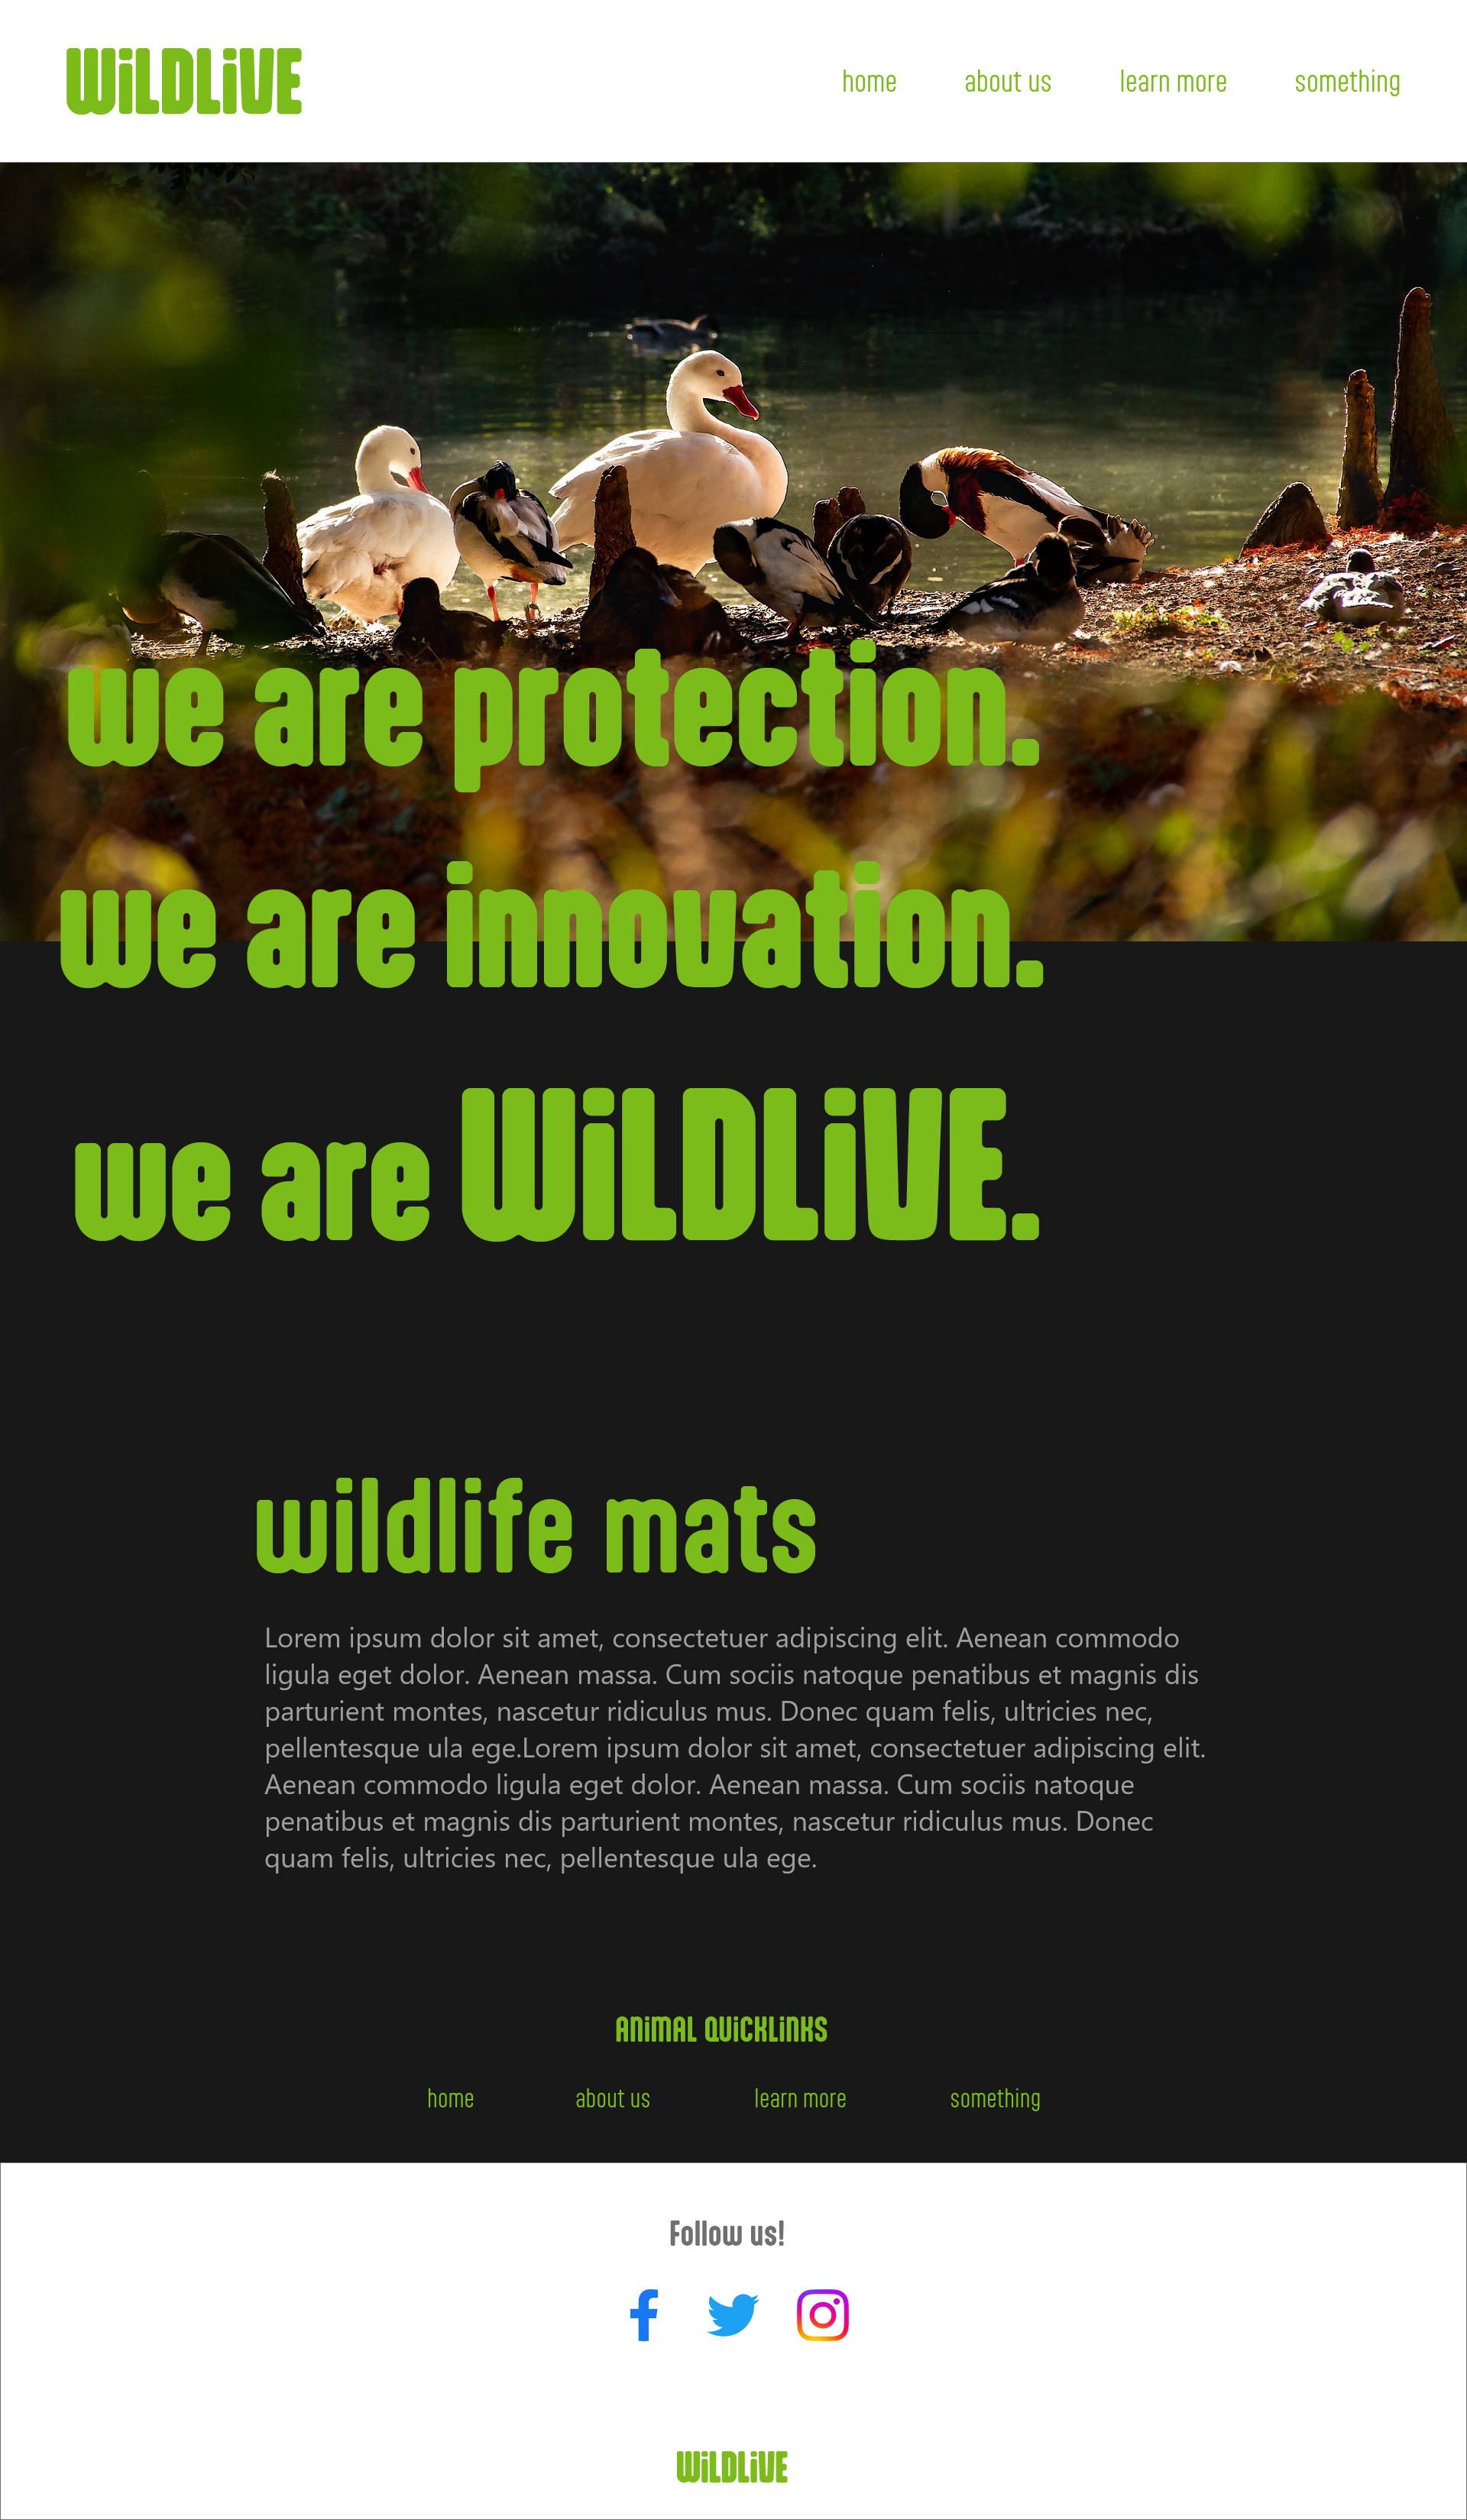 WiLDLiVE
home about us learn more something
we are protection.
we are innovation.
we are WiLDLiVE.
wildlife mats
Lorem ipsum dolor sit amet, consectetuer adipiscing elit. Aenean commodo
ligula eget dolor. Aenean massa. Cum sociis natoque penatibus et magnis dis
parturient montes, nascetur ridiculus mus. Donec quam felis, ultricies nec,
pellentesque ula ege.Lorem ipsum dolor sit amet, consectetuer adipiscing elit.
Aenean commodo ligula eget dolor. Aenean massa. Cum sociis natoque
penatibus et magnis dis parturient montes, nascetur ridiculus mus. Donec
quam felis, ultricies nec, pellentesque ula ege.
ANiMAL QUiCKLiNKS
home about us learn more something
Follow us!
WiLDLiVE